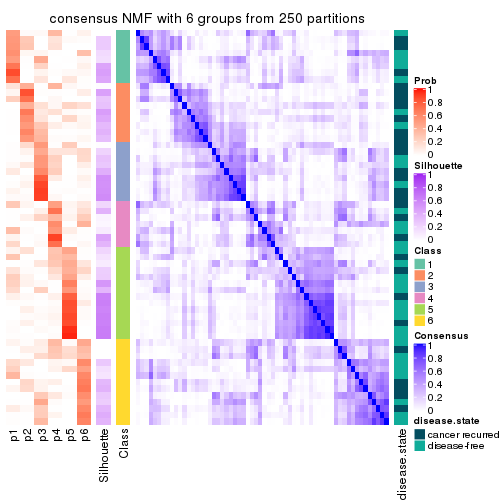 consensus NMF with 6 groups from 250 partitions
Prob
1
0.8
0.6
0.4
0.2
0
Silhouette
1
0.8
0.6
0.4
0.2
0
Class
1
2
3
4
5
6
Consensus
1
0.8
0.6
0.4
0.2
0
disease.state
cancer recurred
disease-free
p1
p2
p3
p4
p5
p6
Silhouette
Class
disease.state